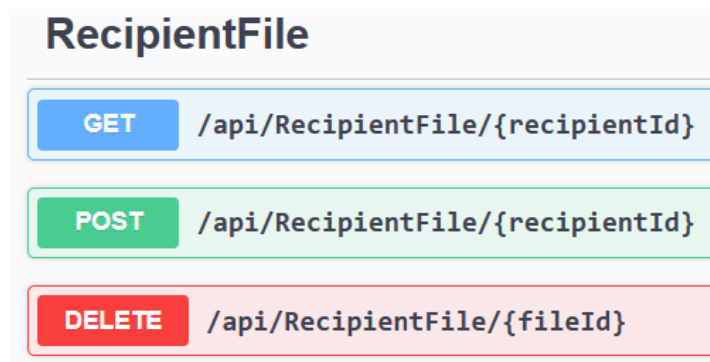 RecipientFile
GET /api/RecipientFile/{recipientId}
POST /api/RecipientFile/{recipientId}
DELETE /api/RecipientFile/{fileId}